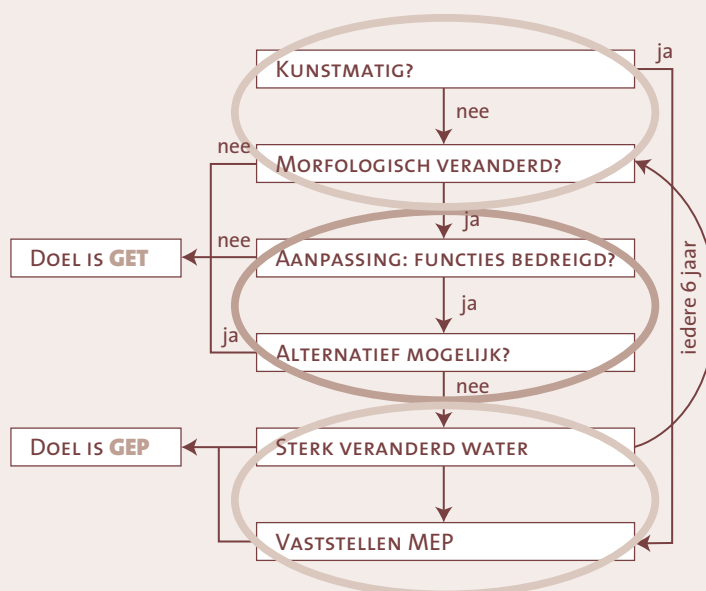 KUNSTMATIG?
ja
nee
nee
MORFOLOGISCH VERANDERD?
ja
nee
DOEL IS GET
AANPASSING: FUNCTIES BEDREIGD?
ja
iedere 6 jaar
ja
ALTERNATIEF MOGELIJK?
nee
DOEL IS GEP
STERK VERANDERD WATER
VASTSTELLEN MEP